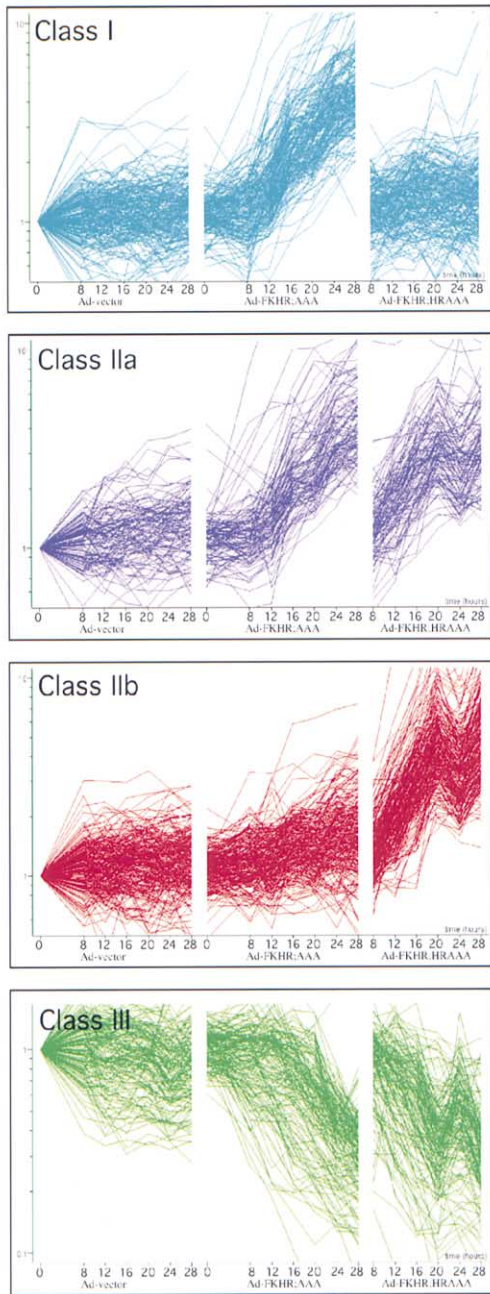 Class I
10
1
time (hours)
0 8 12 16 20 24 28 0 8 12 16 20 24 28 8 12 16 20 24 28
Ad-vector Ad-FKHR;AAA Ad-FKHR;HRAAA
Class IIa
10
1
time (hours)
0 8 12 16 20 24 28 0 8 12 16 20 24 28 8 12 16 20 24 28
Ad-vector Ad-FKHR;AAA Ad-FKHR;HRAAA
Class IIb
10
1
time (hours)
0 8 12 16 20 24 28 0 8 12 16 20 24 28 8 12 16 20 24 28
Ad-vector Ad-FKHR;AAA Ad-FKHR;HRAAA
Class III
1
0.1
time (hours)
0 8 12 16 20 24 28 0 8 12 16 20 24 28 8 12 16 20 24 28
Ad-vector Ad-FKHR;AAA Ad-FKHR;HRAAA